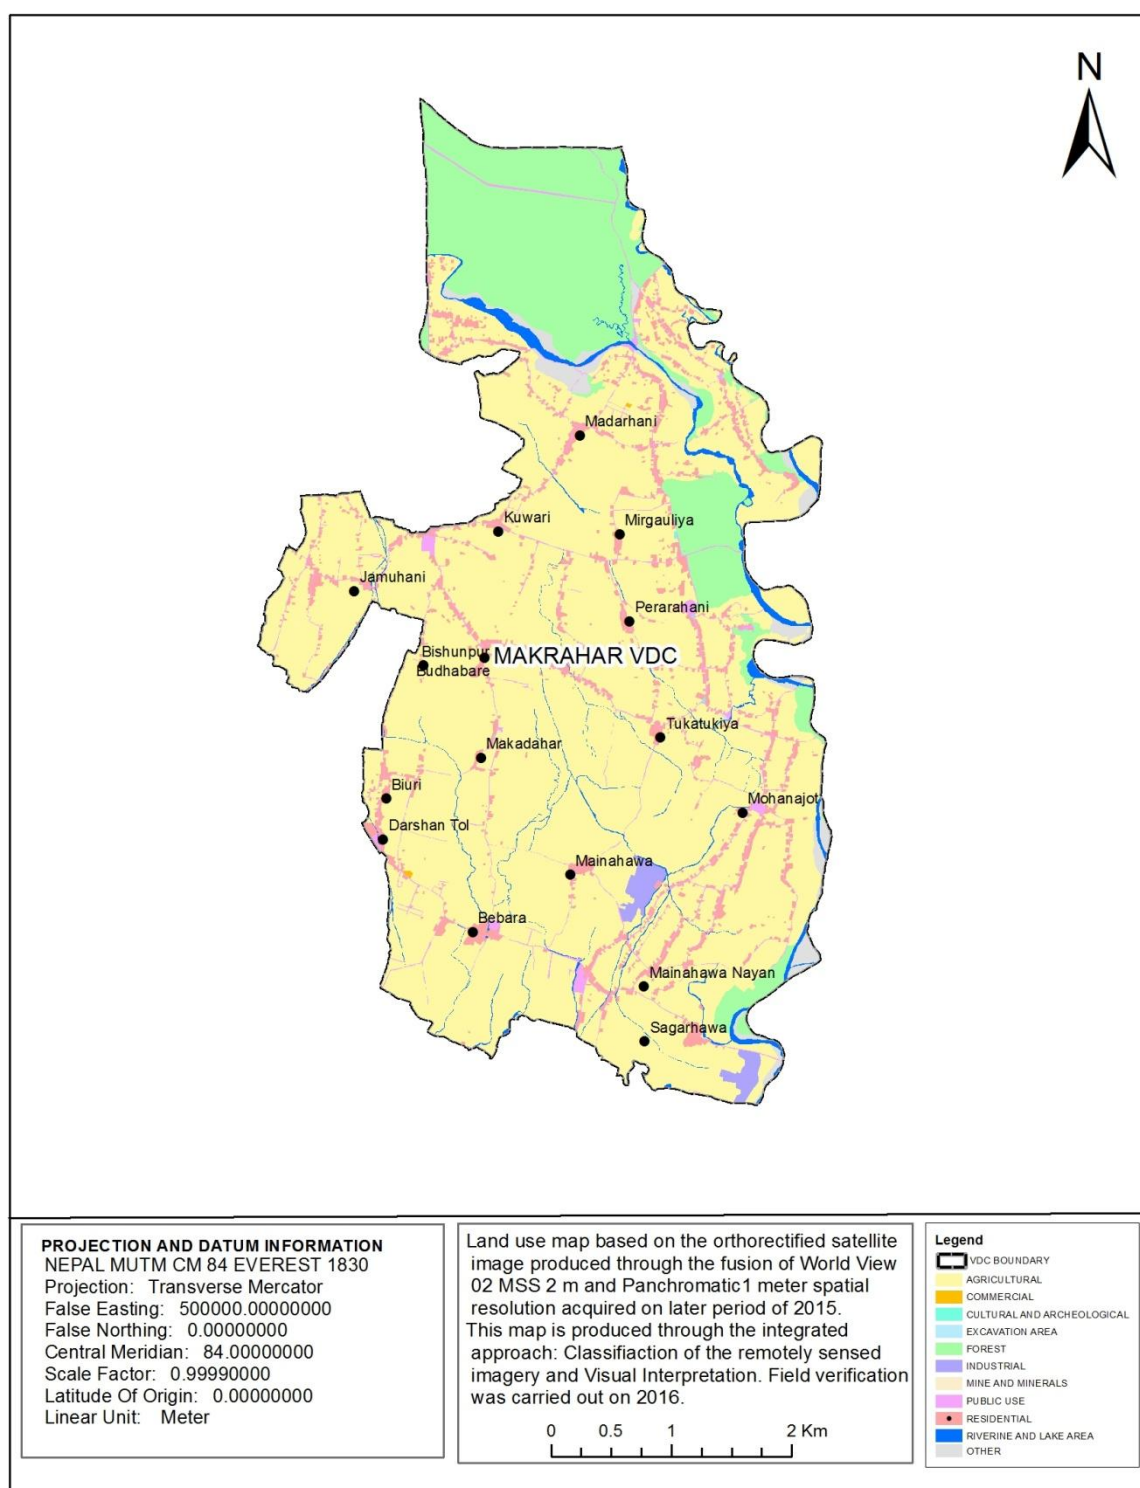 N
Madarhani
Kuwari
Mirgauliya
Jamuhani
Perarahani
Bishunpur
MAKRAHAR VDC
Budhabare
Tukatukiya
Makadahar
Biuri
Mohanajot
Darshan Tol
Mainahawa
Bebara
Mainahawa Nayan
Sagarhawa
PROJECTION AND DATUM INFORMATION
NEPAL MUTM CM 84 EVEREST 1830
Projection: Transverse Mercator
False Easting: 500000.00000000
False Northing: 0.00000000
Central Meridian: 84.00000000
Scale Factor: 0.99990000
Latitude Of Origin: 0.00000000
Linear Unit: Meter
Land use map based on the orthorectified satellite
image produced through the fusion of World View
02 MSS 2 m and Panchromatic1 meter spatial
resolution acquired on later period of 2015.
This map is produced through the integrated
approach: Classifiaction of the remotely sensed
imagery and Visual Interpretation. Field verification
was carried out on 2016.
0 0.5 1 2 Km
Legend
VDC BOUNDARY
AGRICULTURAL
COMMERCIAL
CULTURAL AND ARCHEOLOGICAL
EXCAVATION AREA
FOREST
INDUSTRIAL
MINE AND MINERALS
PUBLIC USE
RESIDENTIAL
RIVERINE AND LAKE AREA
OTHER